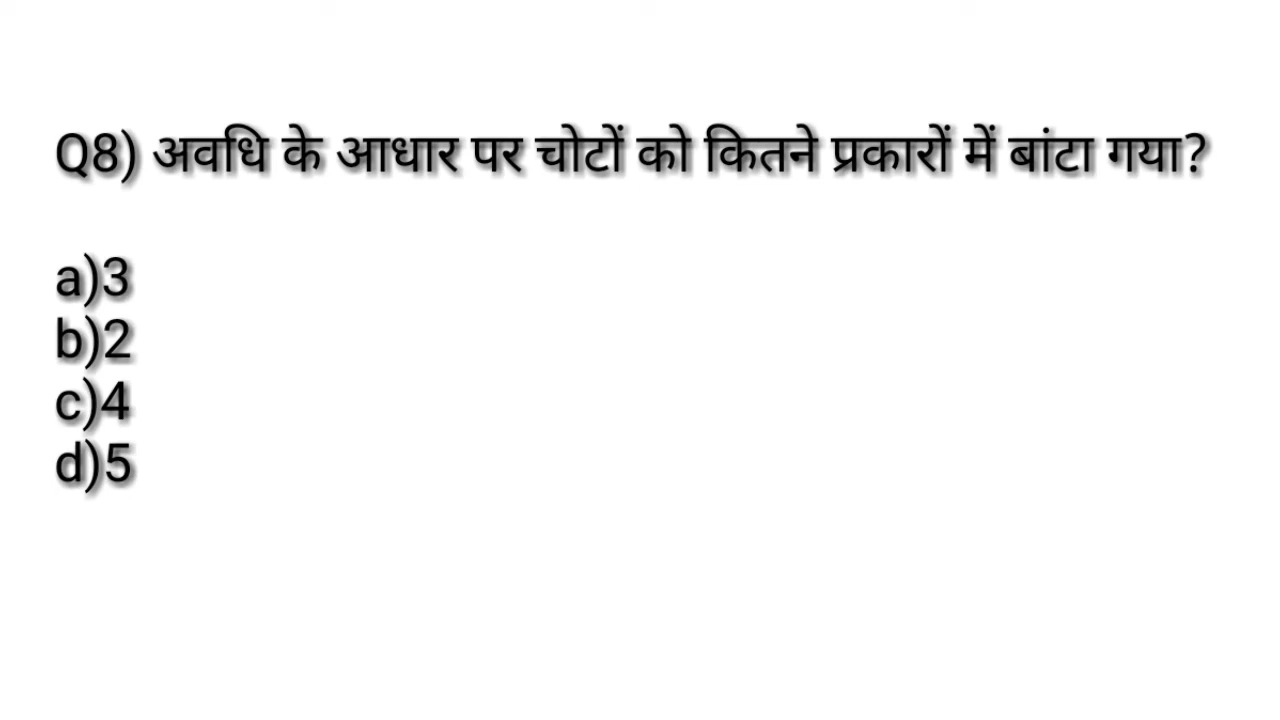 Q8) अवधि के आधार पर चोटों को कितने प्रकारों में बांटा गया?
a)3
b)2
c)4
d)5